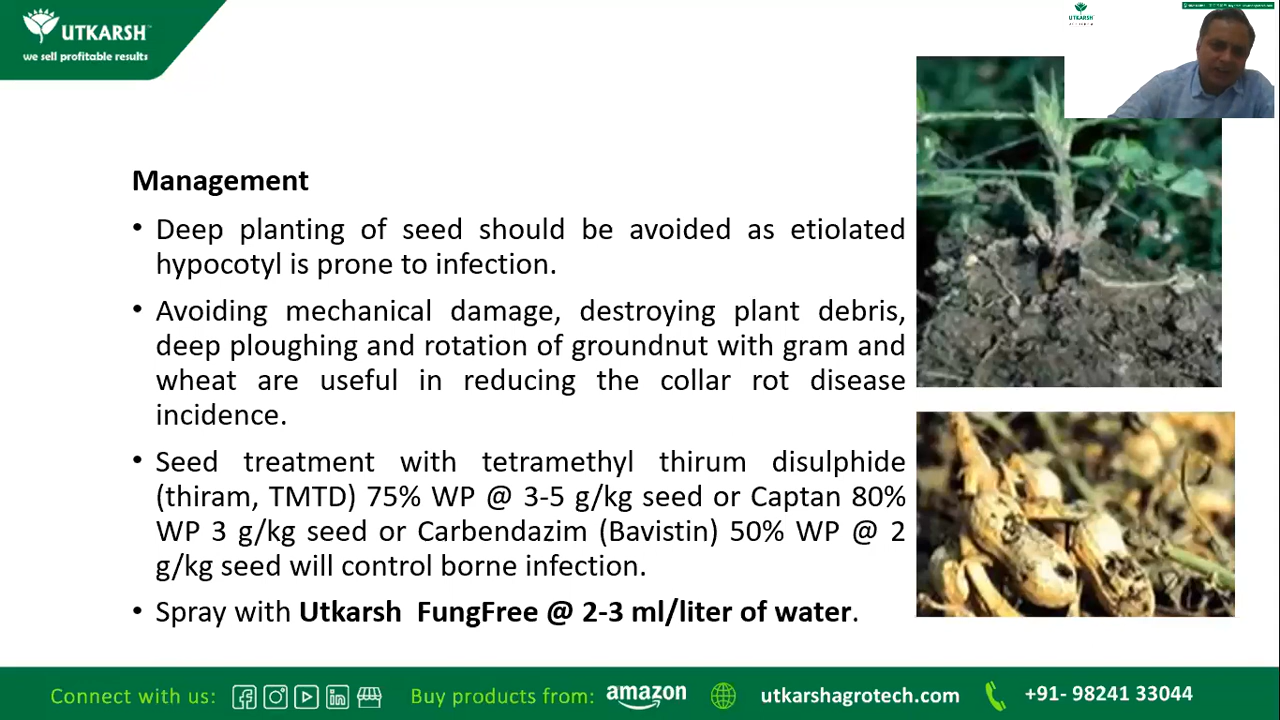 UTKARSH
we sell profitable results
UTKARSH
Management
• Deep planting of seed should be avoided as etiolated
hypocotyl is prone to infection.
• Avoiding mechanical damage, destroying plant debris,
deep ploughing and rotation of groundnut with gram and
wheat are useful in reducing the collar rot disease
incidence.
• Seed treatment with tetramethyl thirum disulphide
(thiram, TMTD) 75% WP @ 3-5 g/kg seed or Captan 80%
WP 3 g/kg seed or Carbendazim (Bavistin) 50% WP @ 2
g/kg seed will control borne infection.
• Spray with Utkarsh FungFree @ 2-3 ml/liter of water.
Connect with us: Buy products from: amazon utkarshagrotech.com +91- 98241 33044